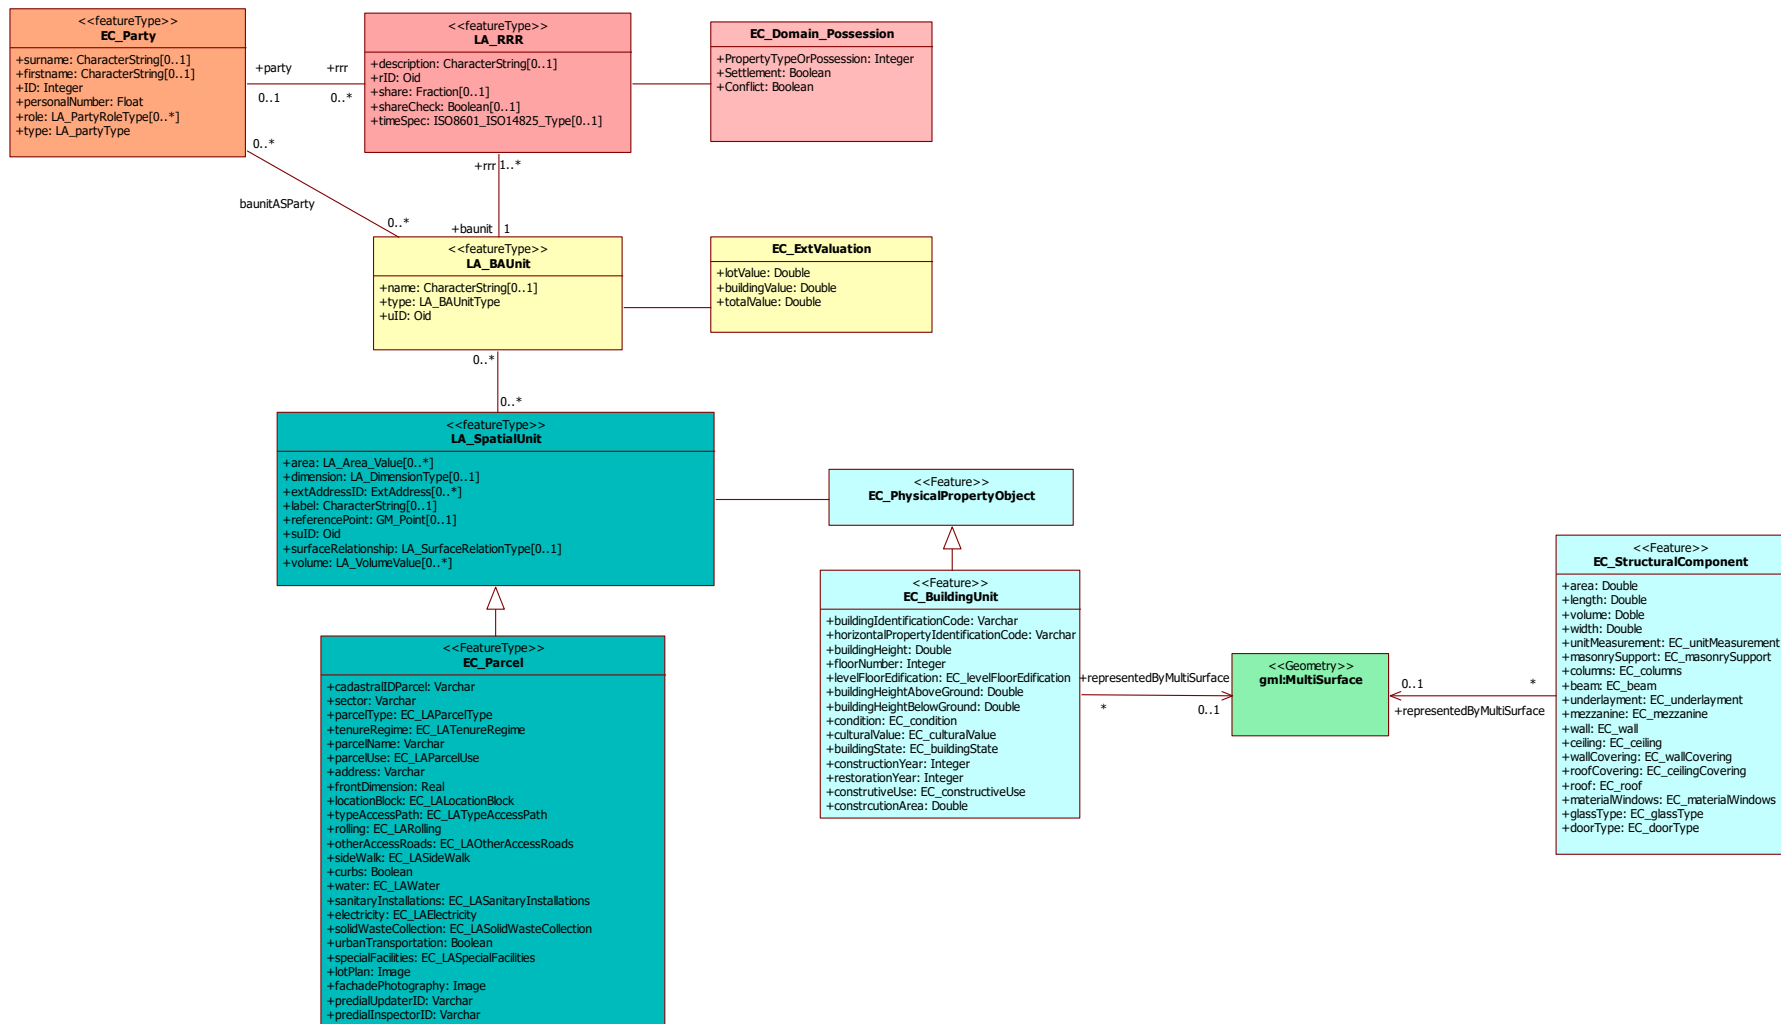 <<featureType>>
EC_Party
+surname: CharacterString[0..1]
+firstname: CharacterString[0..1]
+ID: Integer
+personalNumber: Float
+role: LA_PartyRoleType[0..*]
+type: LA_partyType
+party
0..1
+rrr
0..*
<<featureType>>
LA_RRR
+description: CharacterString[0..1]
+rID: Oid
+share: Fraction[0..1]
+shareCheck: Boolean[0..1]
+timeSpec: ISO8601_ISO14825_Type[0..1]
EC_Domain_Possession
+PropertyTypeOrPossession: Integer
+Settlement: Boolean
+Conflict: Boolean
0..*
baunitASParty
0..*
+rrr
1..*
+baunit
1
<<featureType>>
LA_BAUnit
+name: CharacterString[0..1]
+type: LA_BAUnitType
+uID: Oid
EC_ExtValuation
+lotValue: Double
+buildingValue: Double
+totalValue: Double
0..*
0..*
<<featureType>>
LA_SpatialUnit
+area: LA_Area_Value[0..*]
+dimension: LA_DimensionType[0..1]
+extAddressID: ExtAddress[0..*]
+label: CharacterString[0..1]
+referencePoint: GM_Point[0..1]
+suID: Oid
+surfaceRelationship: LA_SurfaceRelationType[0..1]
+volume: LA_VolumeValue[0..*]
<<Feature>>
EC_PhysicalPropertyObject
<<FeatureType>>
EC_Parcel
+cadastralIDParcel: Varchar
+sector: Varchar
+parcelType: EC_LAParcelType
+tenureRegime: EC_LATenureRegime
+parcelName: Varchar
+parcelUse: EC_LAParcelUse
+address: Varchar
+frontDimension: Real
+locationBlock: EC_LALocationBlock
+typeAccessPath: EC_LATypeAccessPath
+rolling: EC_LARolling
+otherAccessRoads: EC_LAOtherAccessRoads
+sideWalk: EC_LASideWalk
+curbs: Boolean
+water: EC_LAWater
+sanitaryInstallations: EC_LASanitaryInstallations
+electricity: EC_LAElectricity
+solidWasteCollection: EC_LASolidWasteCollection
+urbanTransportation: Boolean
+specialFacilities: EC_LASpecialFacilities
+lotPlan: Image
+fachadePhotography: Image
+predialUpdaterID: Varchar
+predialInspectorID: Varchar
<<Feature>>
EC_BuildingUnit
+buildingIdentificationCode: Varchar
+horizontalPropertyIdentificationCode: Varchar
+buildingHeight: Double
+floorNumber: Integer
+levelFloorEdification: EC_levelFloorEdification
+buildingHeightAboveGround: Double
+buildingHeightBelowGround: Double
+condition: EC_condition
+culturalValue: EC_culturalValue
+buildingState: EC_buildingState
+constructionYear: Integer
+restorationYear: Integer
+construtiveUse: EC_constructiveUse
+constrcutionArea: Double
+representedByMultiSurface
*
0..1
<<Geometry>>
gml:MultiSurface
0..1
*
+representedByMultiSurface
<<Feature>>
EC_StructuralComponent
+area: Double
+length: Double
+volume: Doble
+width: Double
+unitMeasurement: EC_unitMeasurement
+masonrySupport: EC_masonrySupport
+columns: EC_columns
+beam: EC_beam
+underlayment: EC_underlayment
+mezzanine: EC_mezzanine
+wall: EC_wall
+ceiling: EC_ceiling
+wallCovering: EC_wallCovering
+roofCovering: EC_ceilingCovering
+roof: EC_roof
+materialWindows: EC_materialWindows
+glassType: EC_glassType
+doorType: EC_doorType